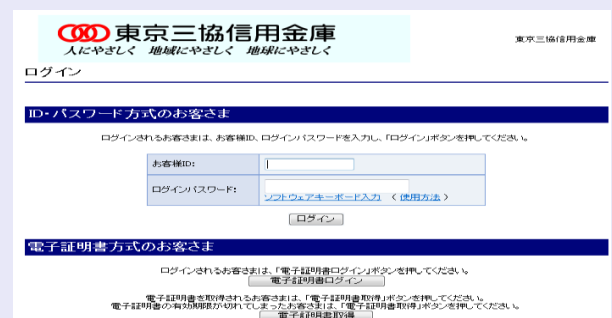 東京三協信用金庫
東京三協信用金庫
人にやさしく 地域にやさしく 地球にやさしく
ログイン
ID・パスワード方式のお客さま
ログインされるお客さまは、お客様ID、ログインパスワードを入力し、「ログイン」ボタンを押してください。
お客様ID:
ログインパスワード:
ソフトウェアキーボード入力 〈 使用方法 〉
ログイン
電子証明書方式のお客さま
ログインされるお客さまは、「電子証明書ログイン」ボタンを押してください。
電子証明書ログイン
電子証明書を取得されるお客さまは、「電子証明書取得」ボタンを押してください。
電子証明書の有効期限が切れてしまったお客さまは、「電子証明書取得」ボタンを押してください。
電子証明書取得